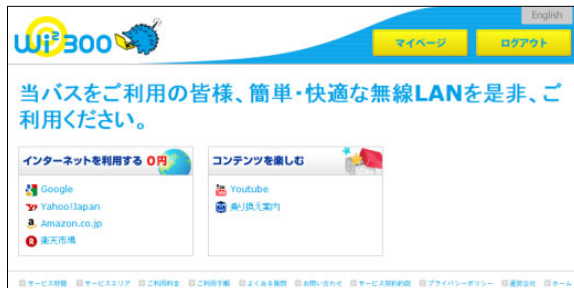 English
Wi2 300
マイページ ログアウト
当バスをご利用の皆様、簡単・快適な無線LANを是非、ご
利用ください。
インターネットを利用する 0円
Google
Yahoo!Japan
Amazon.co.jp
楽天市場
コンテンツを楽しむ
Youtube
乗り換え案内
サービス特徴 サービスエリア ご利用料金 ご利用手順 よくある質問 お問い合わせ サービス契約約款 プライバシーポリシー 運営会社 ホーム